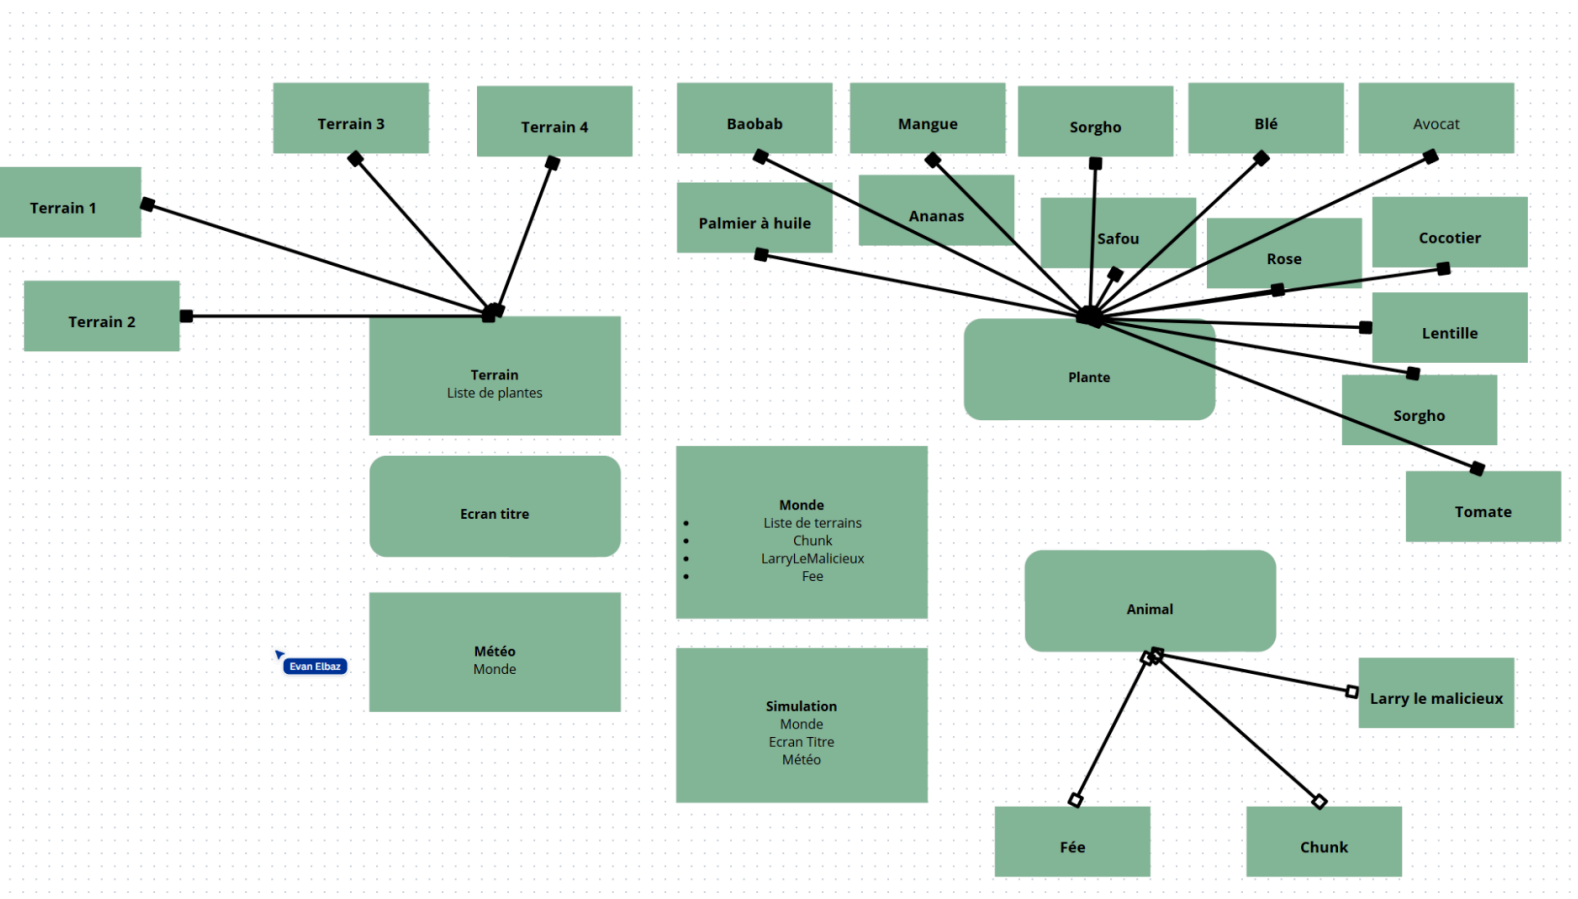 Terrain 3
Terrain 4
Baobab
Mangue
Sorgho
Blé
Avocat
Terrain 1
Palmier à huile
Ananas
Safou
Rose
Cocotier
Terrain 2
Lentille
Terrain
Liste de plantes
Plante
Sorgho
Ecran titre
Monde
Liste de terrains
Chunk
LarryLeMalicieux
Fee
Tomate
Animal
Météo
Monde
Evan Elbaz
Simulation
Monde
Ecran Titre
Météo
Larry le malicieux
Fée
Chunk